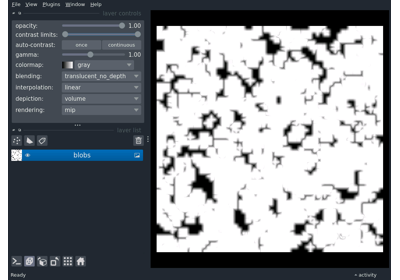 File View Plugins Window Help
layer controls
opacity: 1.00
contrast limits:
auto-contrast: once continuous
gamma: 1.00
colormap: gray
blending: translucent_no_depth
interpolation: linear
depiction: volume
rendering: mip
layer list
blobs
Ready activity